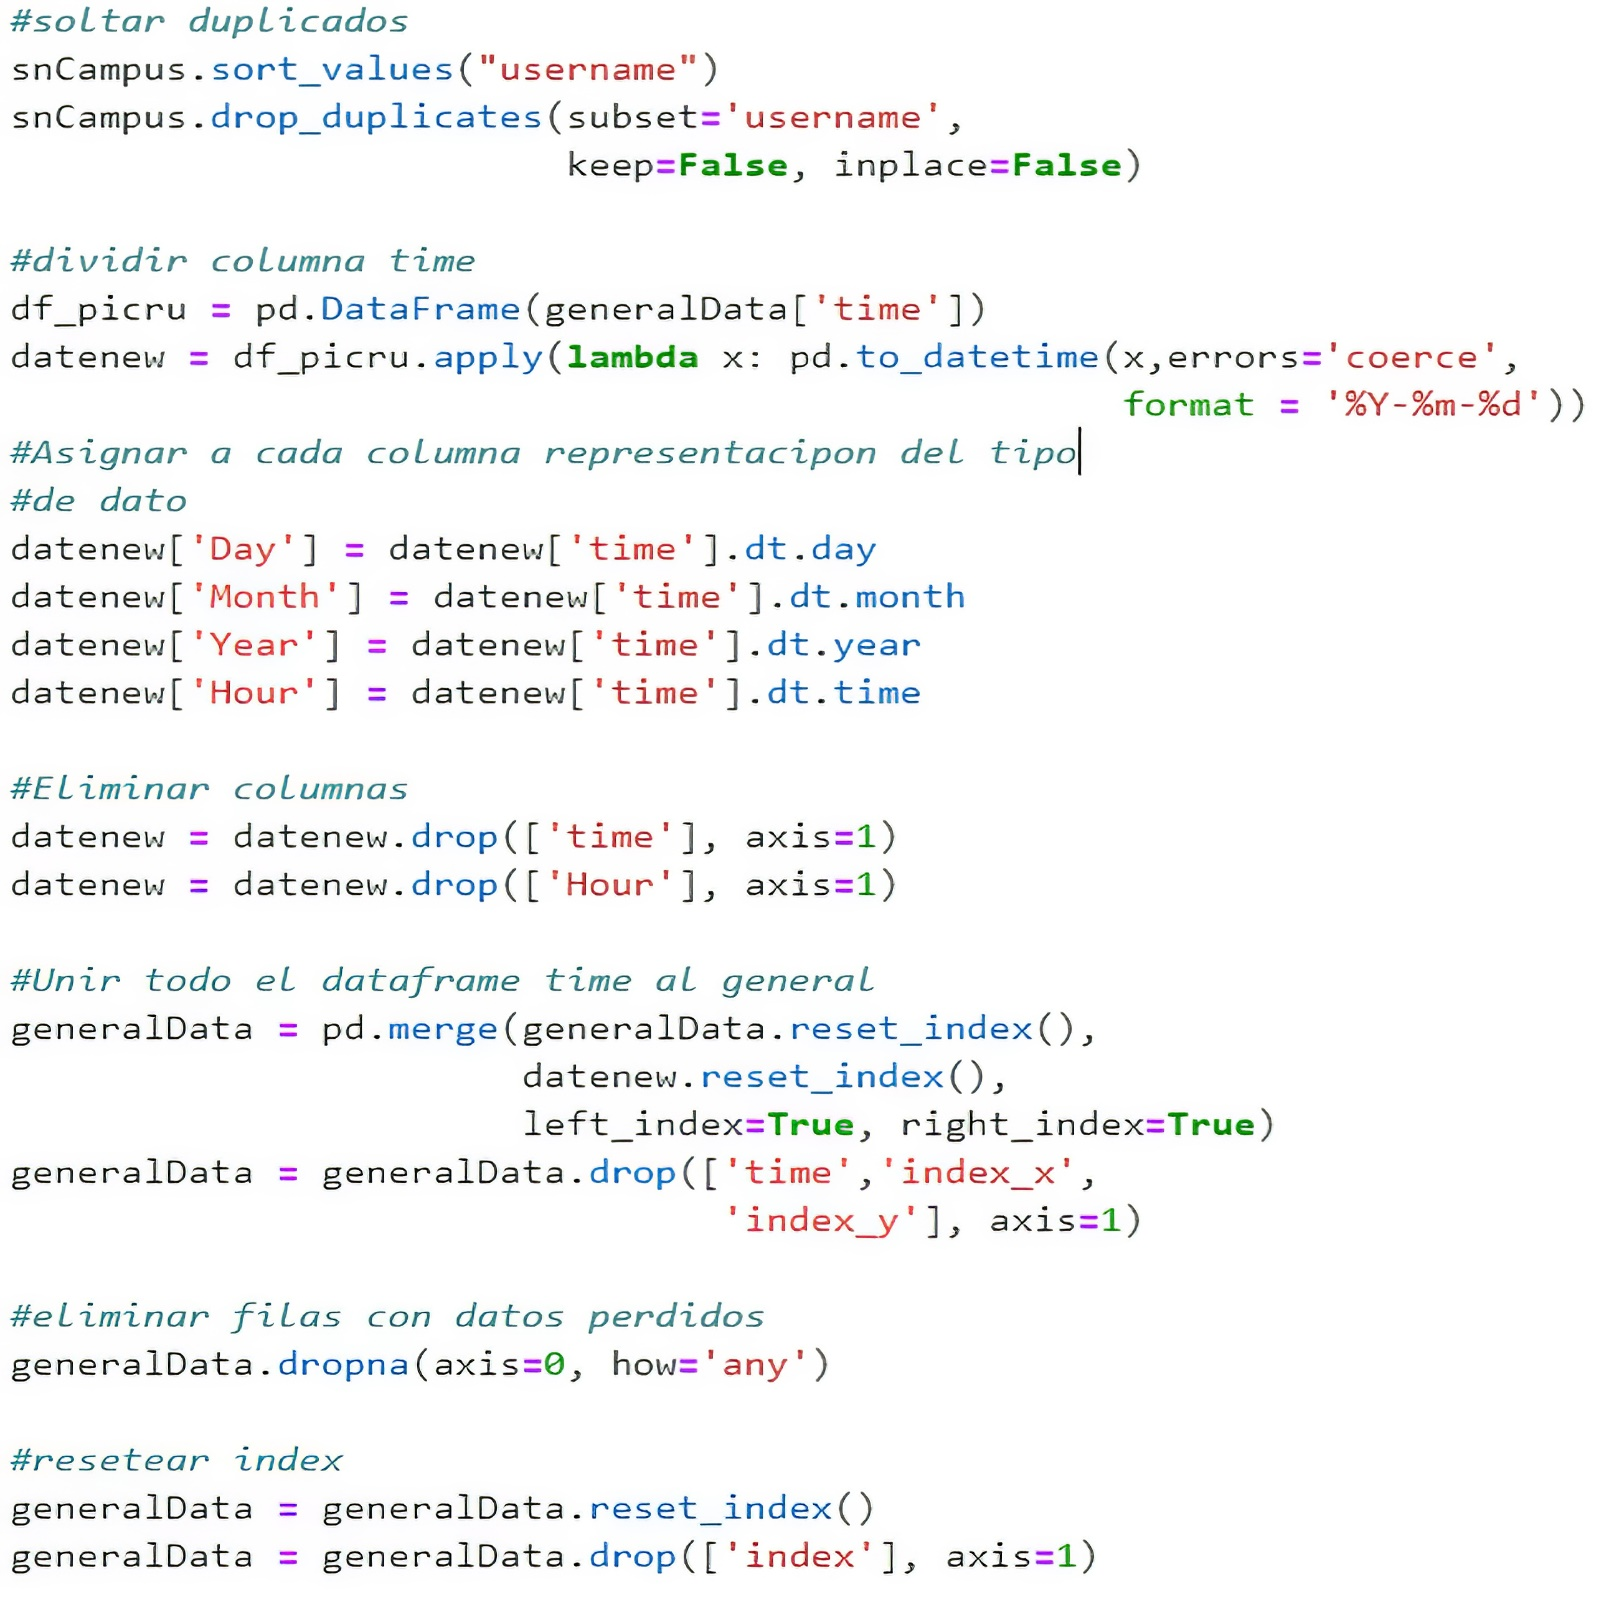 #soltar duplicados
snCampus.sort_values("username")
snCampus.drop_duplicates(subset='username',
                         keep=False, inplace=False)

#dividir columna time
df_picru = pd.DataFrame(generalData['time'])
datenew = df_picru.apply(lambda x: pd.to_datetime(x,errors='coerce',
                                                  format = '%Y-%m-%d'))
#Asignar a cada columna representacipon del tipo
#de dato
datenew['Day'] = datenew['time'].dt.day
datenew['Month'] = datenew['time'].dt.month
datenew['Year'] = datenew['time'].dt.year
datenew['Hour'] = datenew['time'].dt.time

#Eliminar columnas
datenew = datenew.drop(['time'], axis=1)
datenew = datenew.drop(['Hour'], axis=1)

#Unir todo el dataframe time al general
generalData = pd.merge(generalData.reset_index(),
                       datenew.reset_index(),
                       left_index=True, right_index=True)
generalData = generalData.drop(['time','index_x',
                                'index_y'], axis=1)

#eliminar filas con datos perdidos
generalData.dropna(axis=0, how='any')

#resetear index
generalData = generalData.reset_index()
generalData = generalData.drop(['index'], axis=1)